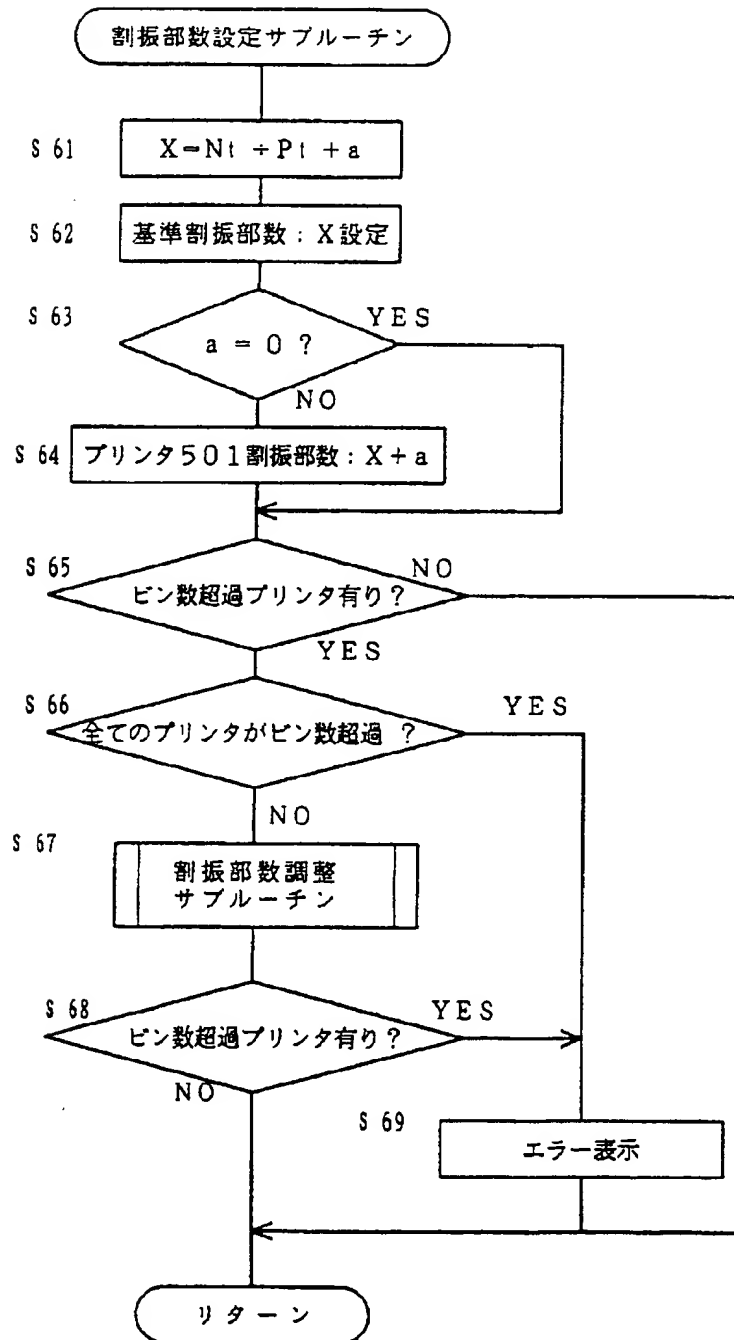 割振部数設定サブルーチン
S 61
X=Nt÷Pt+a
S 62
基準割振部数:X設定
S 63
YES
a = 0 ?
NO
S 64
プリンタ501割振部数:X+a
S 65
NO
ビン数超過プリンタ有り?
YES
S 66
YES
全てのプリンタがビン数超過 ?
NO
S 67
割振部数調整
サブルーチン
S 68
YES
ビン数超過プリンタ有り?
NO
S 69
エラー表示
リターン